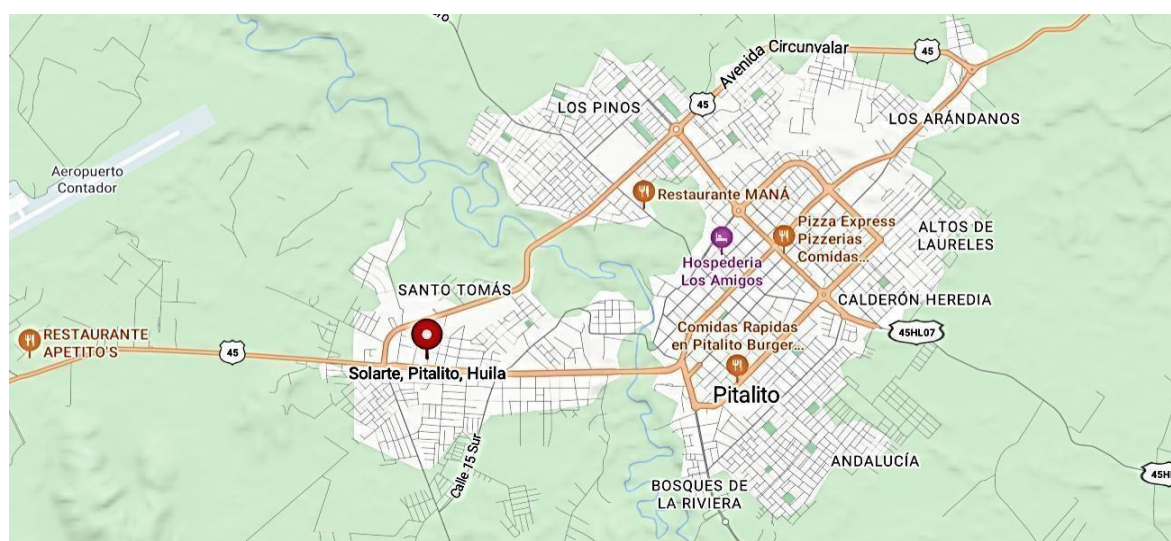 Avenida Circunvalar
45
45
LOS PINOS
LOS ARÁNDANOS
Aeropuerto
Contador
Restaurante MANÁ
Pizza Express
Pizzerias
Comidas...
ALTOS DE
LAURELES
Hospederia
Los Amigos
SANTO TOMÁS
CALDERÓN HEREDIA
45HL07
Comidas Rapidas
en Pitalito Burger...
RESTAURANTE
APETITO'S
45
Solarte, Pitalito, Huila
Pitalito
Calle 15 Sur
ANDALUCÍA
BOSQUES DE
LA RIVIERA